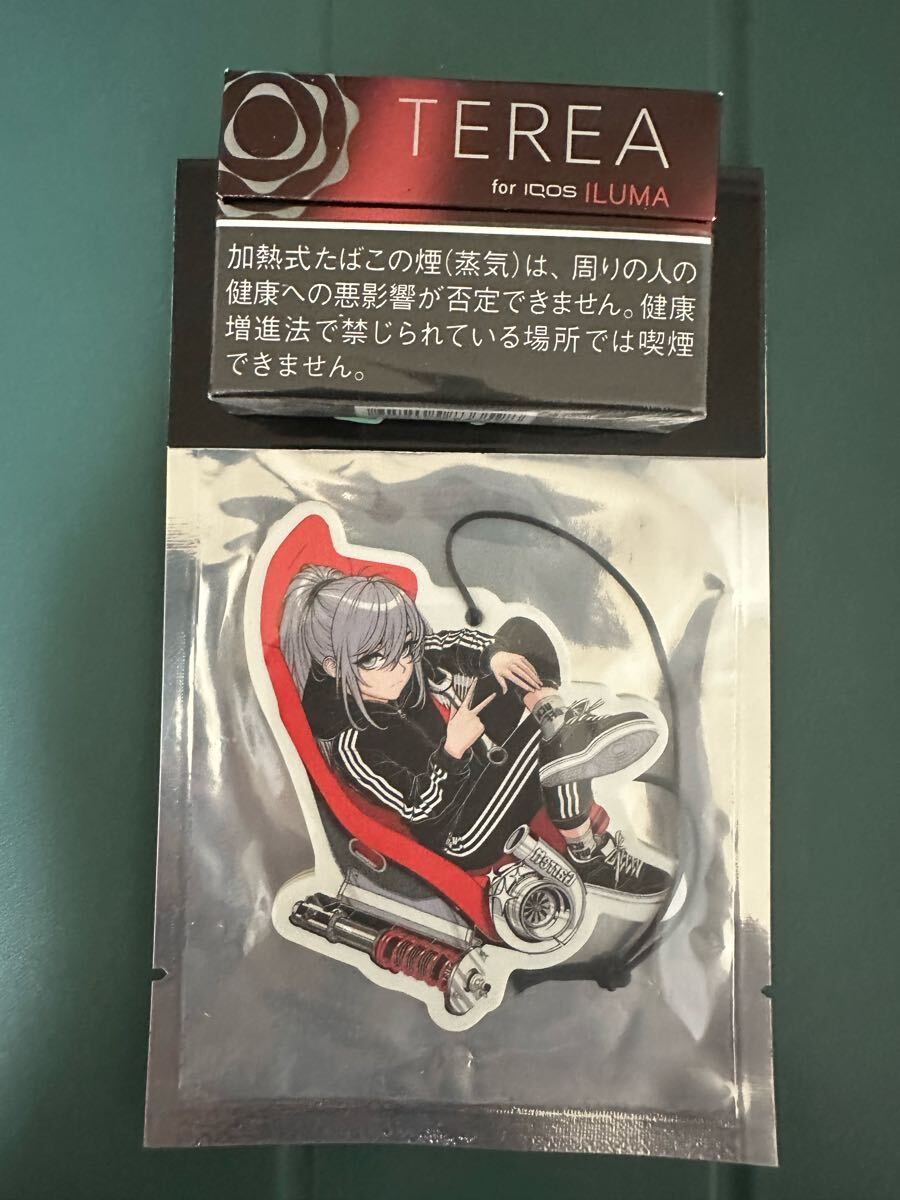 TEREA
for IQOS ILUMA
加熱式たばこの煙(蒸気)は、周りの人の
健康への悪影響が否定できません。健康
増進法で禁じられている場所では喫煙
できません。